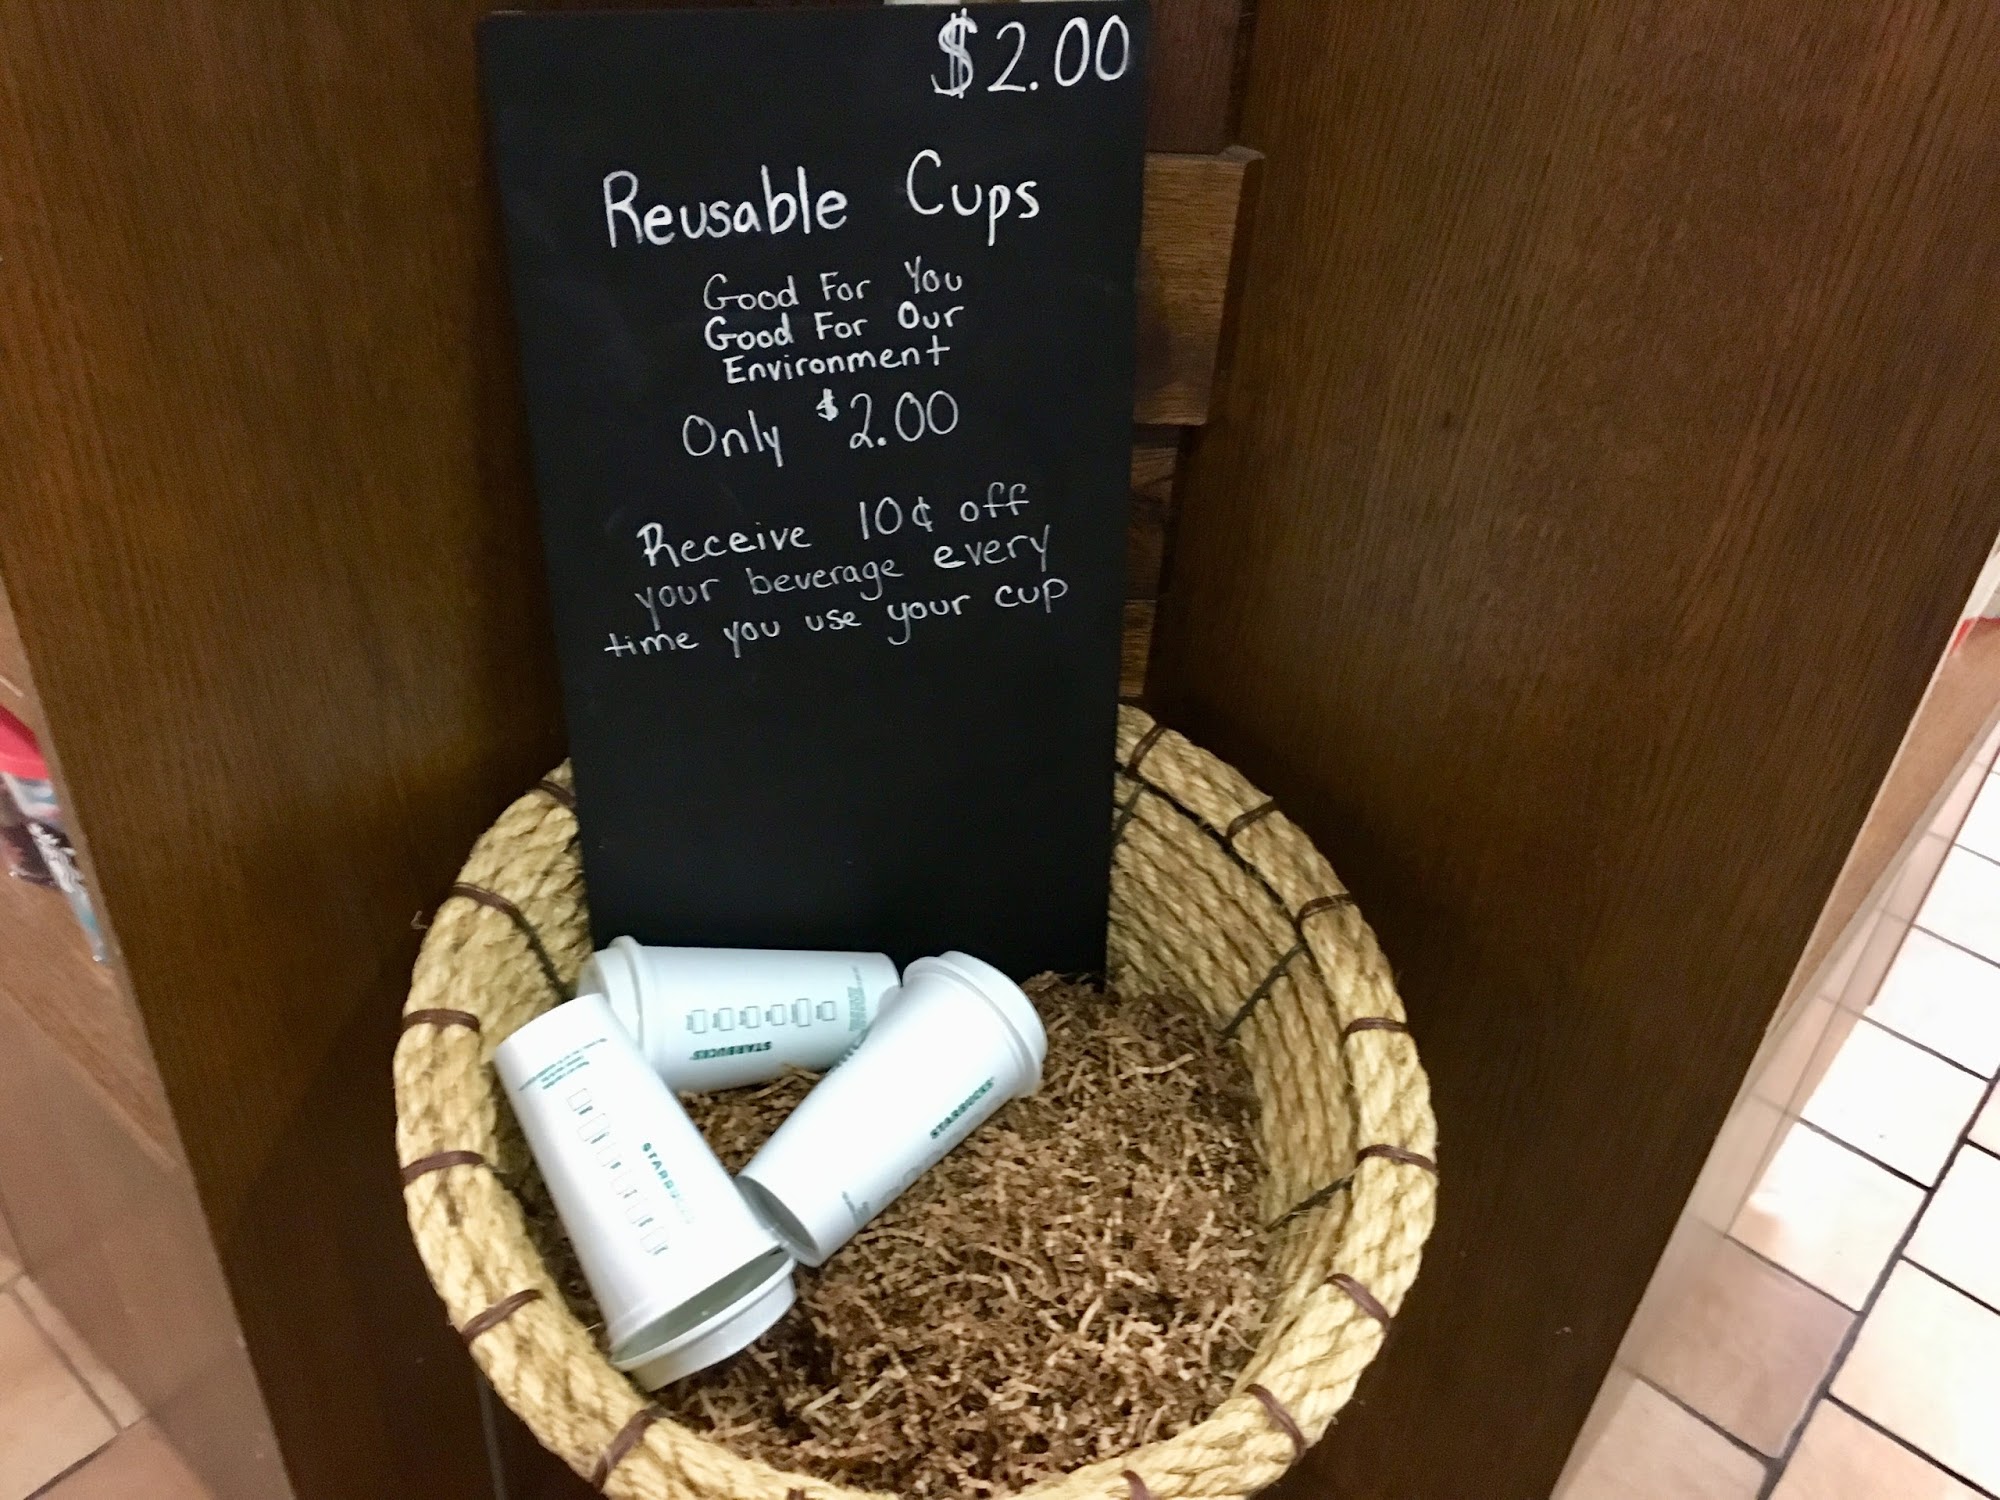 $2.00
Reusable Cups
Good For You
Good For Our
Environment
Only $2.00
Receive 10¢ off
your beverage every
time you use your cup
STARBUCKS
STARBUCKS
STARBUCKS